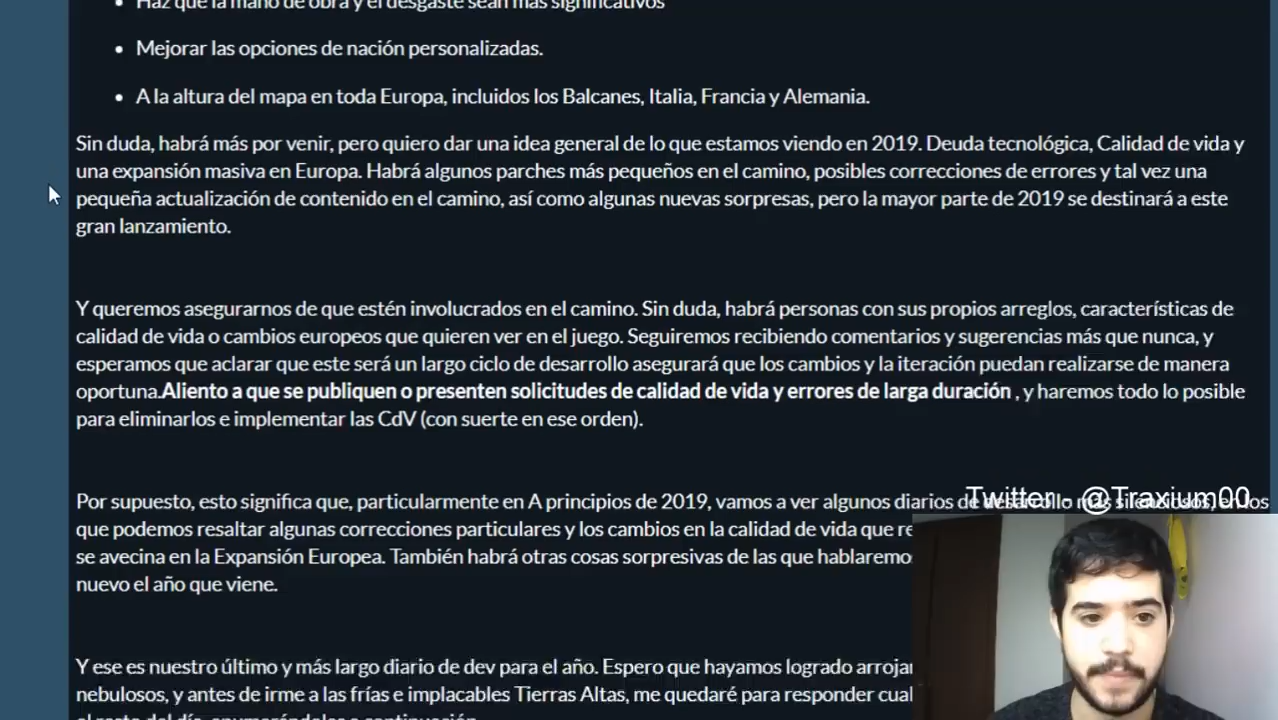 Haz que la mano de obra y el desgaste sean más significativos
Mejorar las opciones de nación personalizadas.
A la altura del mapa en toda Europa, incluidos los Balcanes, Italia, Francia y Alemania.
Sin duda, habrá más por venir, pero quiero dar una idea general de lo que estamos viendo en 2019. Deuda tecnológica, Calidad de vida y
una expansión masiva en Europa. Habrá algunos parches más pequeños en el camino, posibles correcciones de errores y tal vez una
pequeña actualización de contenido en el camino, así como algunas nuevas sorpresas, pero la mayor parte de 2019 se destinará a este
gran lanzamiento.
Y queremos asegurarnos de que estén involucrados en el camino. Sin duda, habrá personas con sus propios arreglos, características de
calidad de vida o cambios europeos que quieren ver en el juego. Seguiremos recibiendo comentarios y sugerencias más que nunca, y
esperamos que aclarar que este será un largo ciclo de desarrollo asegurará que los cambios y la iteración puedan realizarse de manera
oportuna.Aliento a que se publiquen o presenten solicitudes de calidad de vida y errores de larga duración , y haremos todo lo posible
para eliminarlos e implementar las CdV (con suerte en ese orden).
Por supuesto, esto significa que, particularmente en A principios de 2019, vamos a ver algunos diarios de desarrollo más silenciosos, en los
Twitter - @Traxium00
que podemos resaltar algunas correcciones particulares y los cambios en la calidad de vida que
se avecina en la Expansión Europea. También habrá otras cosas sorpresivas de las que hablaremos
nuevo el año que viene.
Y ese es nuestro último y más largo diario de dev para el año. Espero que hayamos logrado
nebulosos, y antes de irme a las frías e implacables Tierras Altas, me quedaré para responder
el resto del día, enumerándolos a continuación